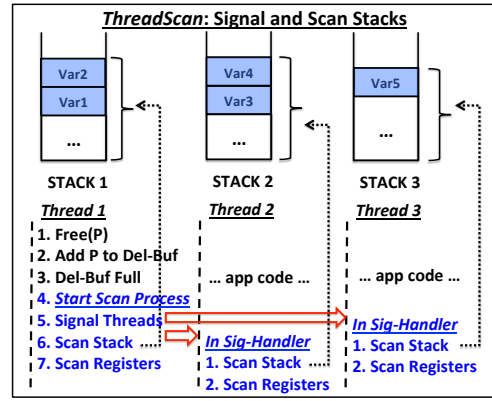 ThreadScan: Signal and Scan Stacks
Var2
Var1
...
STACK 1
Var4
Var3
...
STACK 2
Var5
...
STACK 3
Thread 1
1. Free(P)
2. Add P to Del-Buf
3. Del-Buf Full
4. Start Scan Process
5. Signal Threads
6. Scan Stack
7. Scan Registers
Thread 2
... app code ...
In Sig-Handler
1. Scan Stack
2. Scan Registers
Thread 3
... app code ...
In Sig-Handler
1. Scan Stack
2. Scan Registers